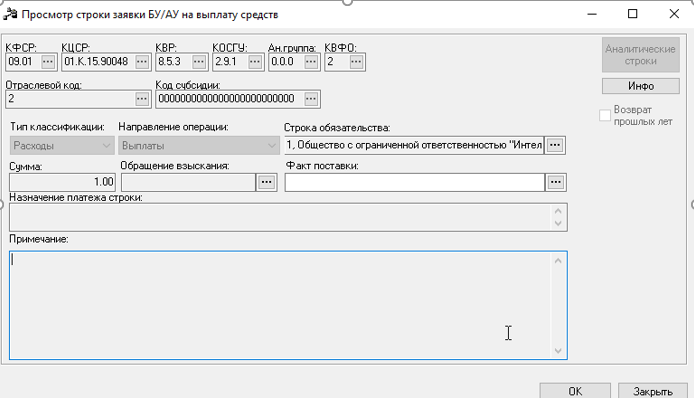 Просмотр строки заявки БУ/АУ на выплату средств
КФСР: КЦСР: КВР: КОСГУ: Ан.группа: КВФО:
09.01 01.К.15.90048 8.5.3 2.9.1 0.0.0 2
Аналитические
строки
Отраслевой код: Код субсидии:
2 0000000000000000000000000
Инфо
Возврат
прошлых лет
Тип классификации: Направление операции: Строка обязательства:
Расходы Выплаты 1, Общество с ограниченной ответственностью "Интел
Сумма: Обращение взыскания: Факт поставки:
1.00
Назначение платежа строки:
Примечание:
OK Закрыть